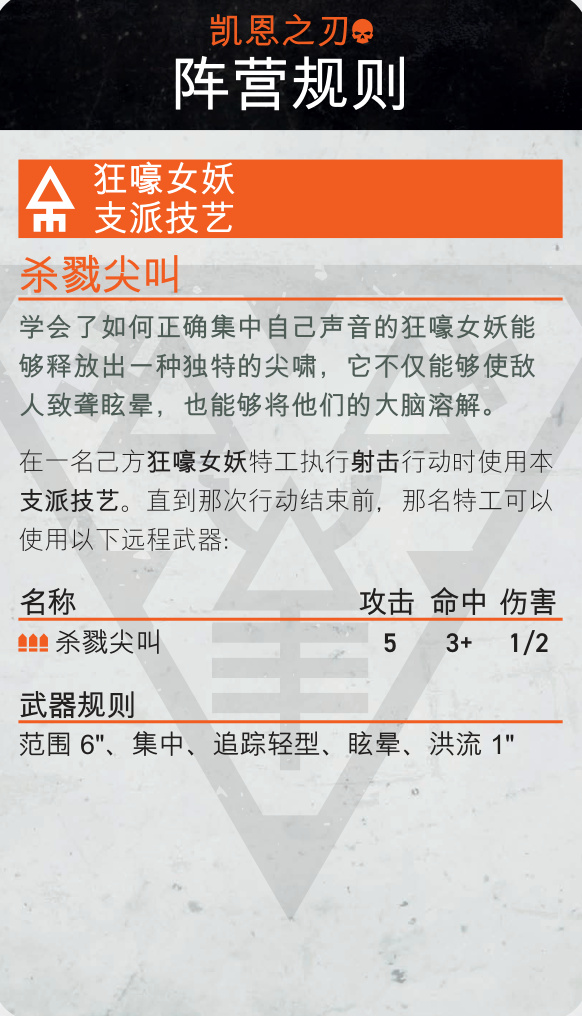 凯恩之刃
阵营规则
狂嚎女妖
支派技艺
杀戮尖叫
学会了如何正确集中自己声音的狂嚎女妖能
够释放出一种独特的尖啸，它不仅能够使敌
人致聋眩晕，也能够将他们的大脑溶解。
在一名己方狂嚎女妖特工执行射击行动时使用本
支派技艺。直到那次行动结束前，那名特工可以
使用以下远程武器：
名称 攻击 命中 伤害
杀戮尖叫 5 3+ 1/2
武器规则
范围 6"、集中、追踪轻型、眩晕、洪流 1"